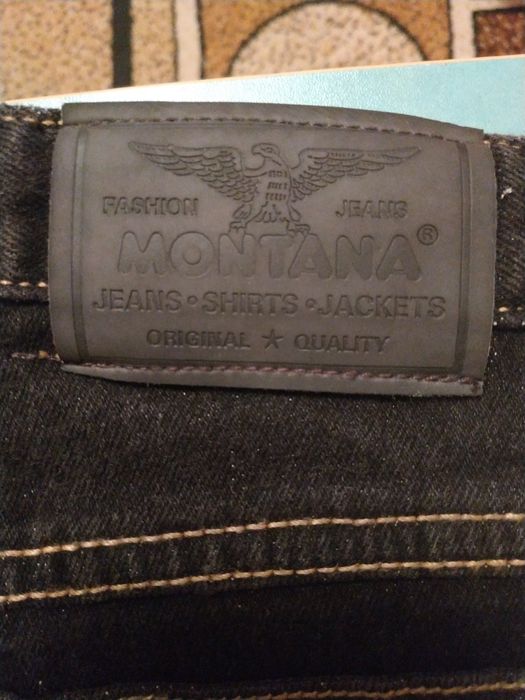 FASHION JEANS
MONTANA®
JEANS • SHIRTS • JACKETS
ORIGINAL ★ QUALITY